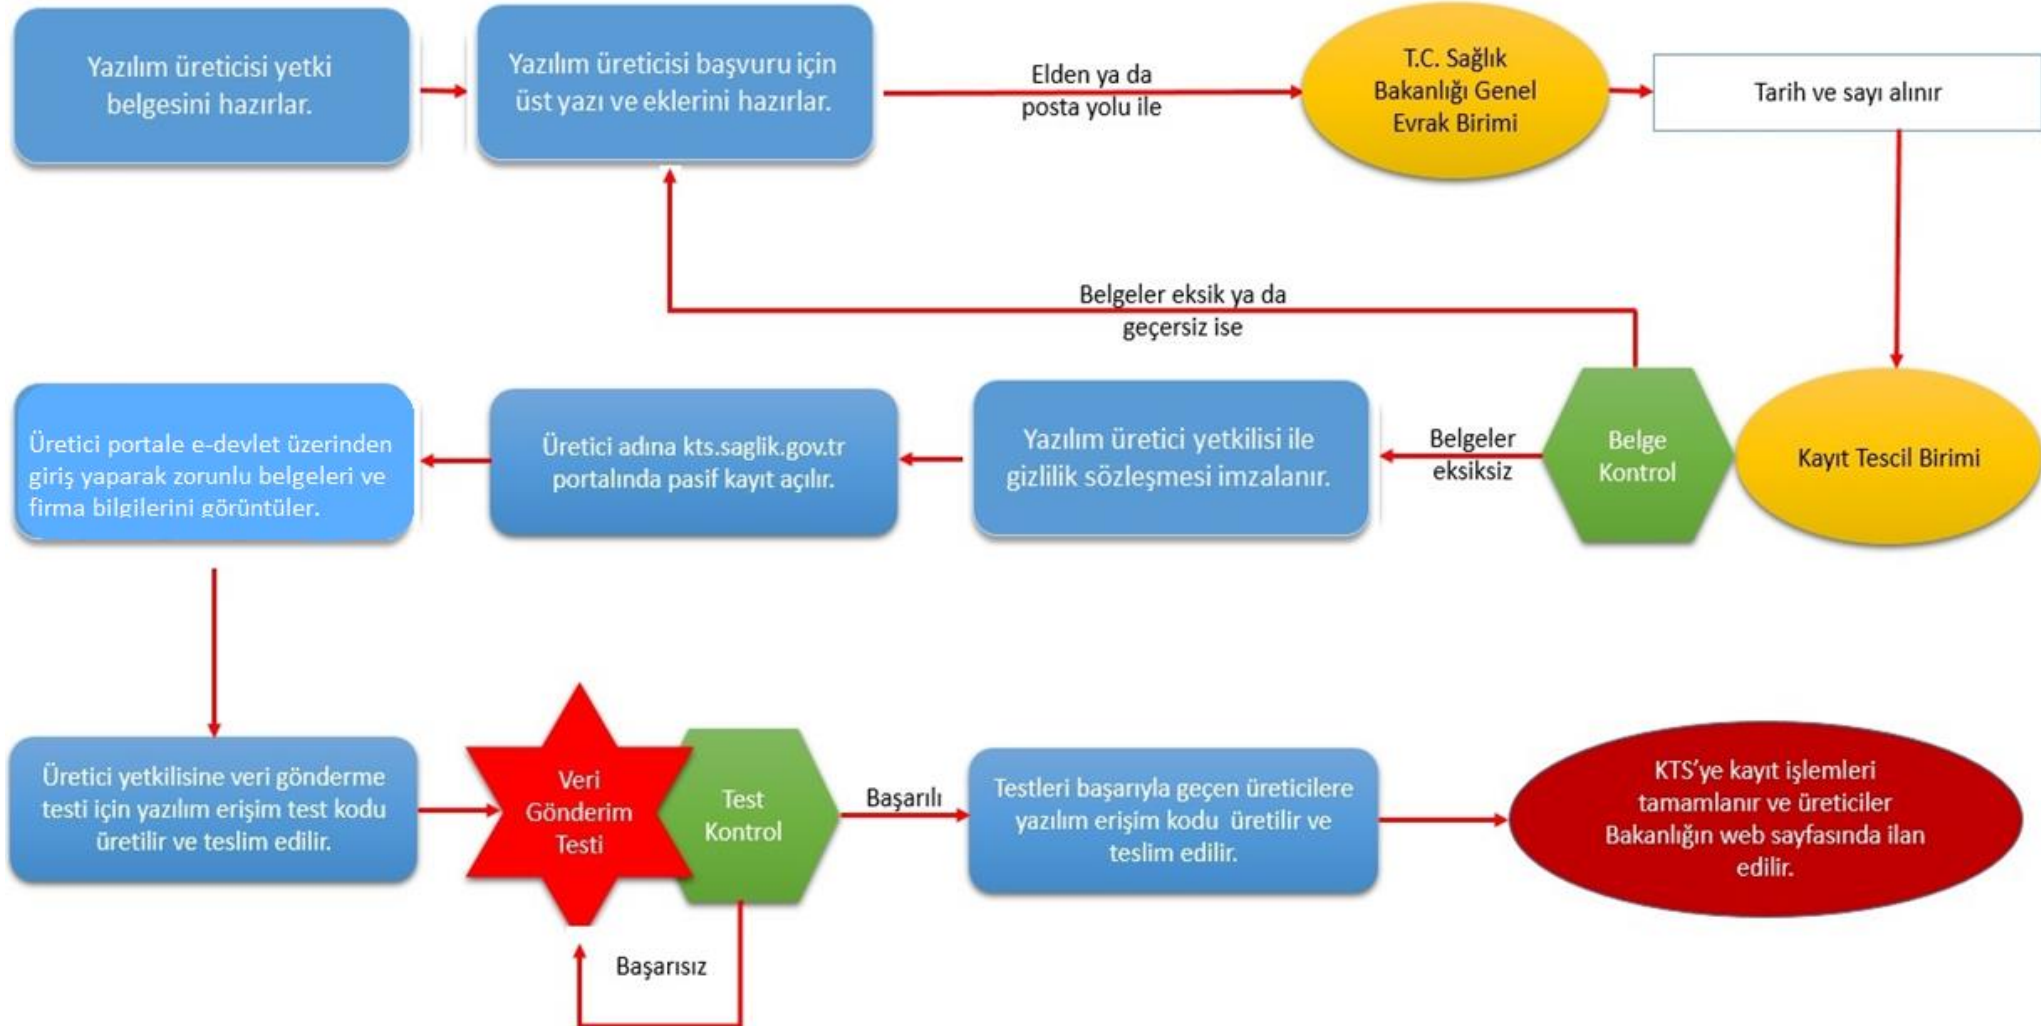 Yazılım üreticisi yetki
belgesini hazırlar.
Yazılım üreticisi başvuru için
üst yazı ve eklerini hazırlar.
Elden ya da
posta yolu ile
T.C. Sağlık
Bakanlığı Genel
Evrak Birimi
Tarih ve sayı alınır
Belgeler eksik ya da
geçersiz ise
Kayıt Tescil Birimi
Belge
Kontrol
Belgeler
eksiksiz
Yazılım üretici yetkilisi ile
gizlilik sözleşmesi imzalanır.
Üretici adına kts.saglik.gov.tr
portalında pasif kayıt açılır.
Üretici portale e-devlet üzerinden
giriş yaparak zorunlu belgeleri ve
firma bilgilerini görüntüler.
Üretici yetkilisine veri gönderme
testi için yazılım erişim test kodu
üretilir ve teslim edilir.
Veri
Gönderim
Testi
Test
Kontrol
Başarısız
Başarılı
Testleri başarıyla geçen üreticilere
yazılım erişim kodu üretilir ve
teslim edilir.
KTS'ye kayıt işlemleri
tamamlanır ve üreticiler
Bakanlığın web sayfasında ilan
edilir.